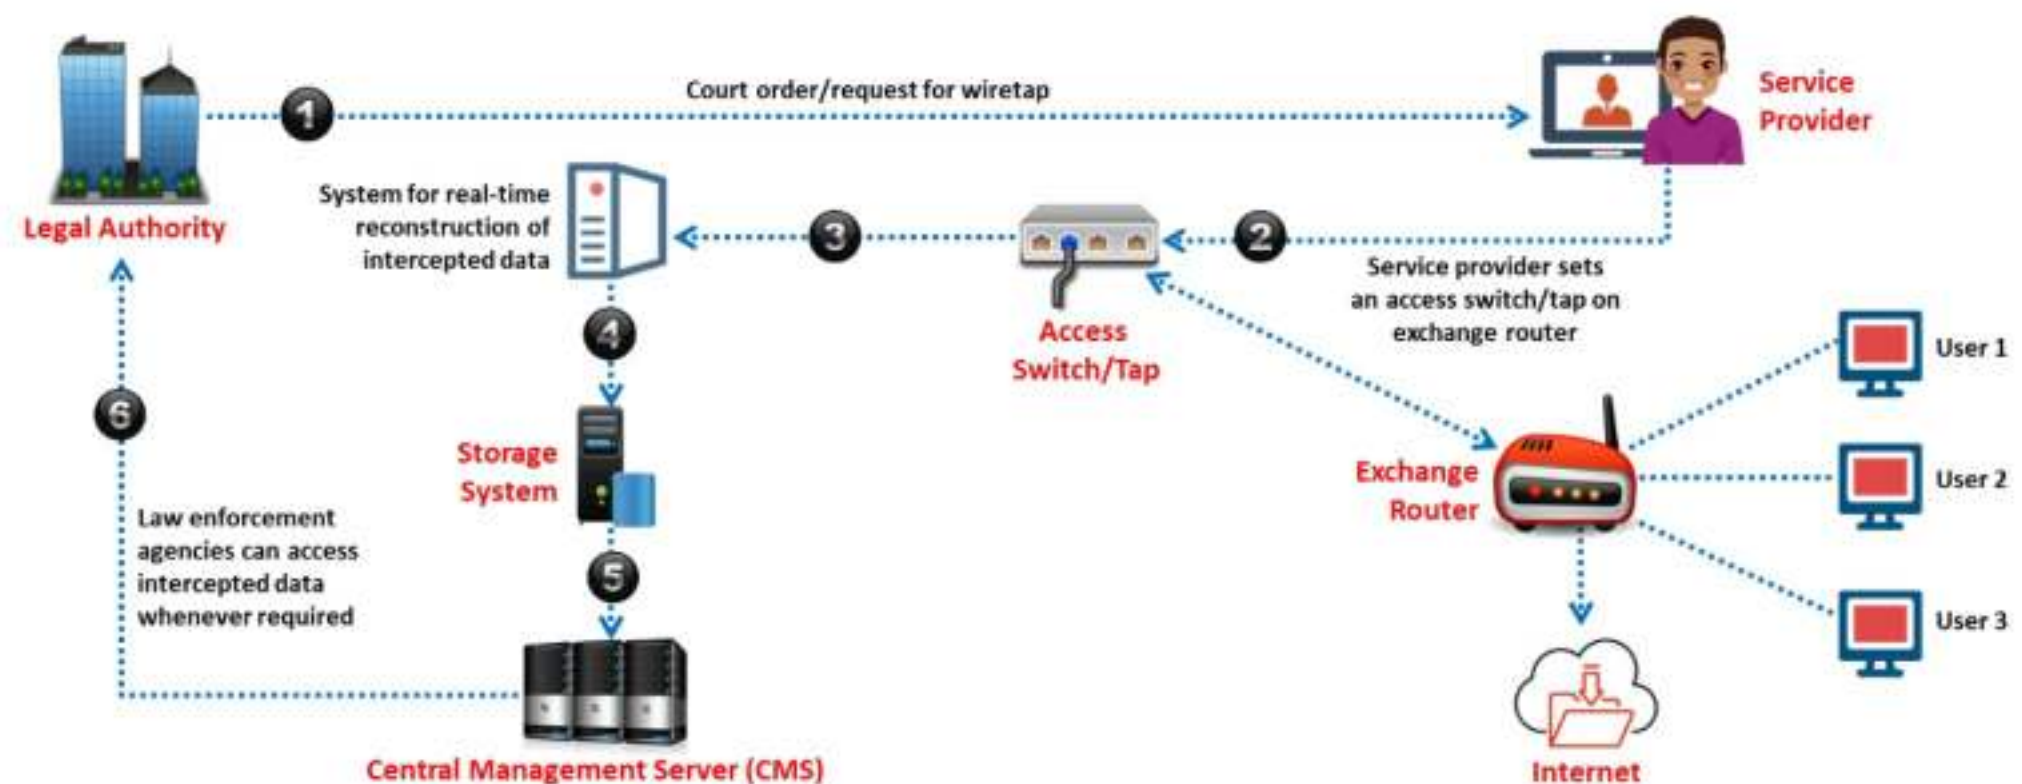 Court order/request for wiretap
1
Service
Provider
Legal Authority
System for real-time
reconstruction of
intercepted data
3
2
Service provider sets
an access switch/tap on
exchange router
Access
Switch/Tap
4
User 1
6
Storage
System
Exchange
Router
User 2
Law enforcement
agencies can access
intercepted data
whenever required
5
User 3
Central Management Server (CMS)
Internet